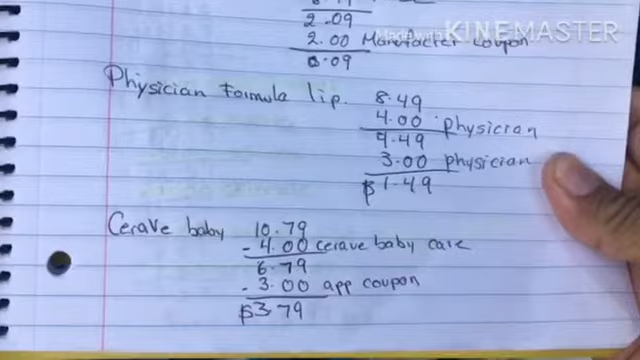 2.09
2.00 Manufacter coupon
0.09
Physician Formula lip. 8.49
4.00 physician
4.49
3.00 physician
$1.49
Cerave baby 10.79
- 4.00 cerave baby care
6.79
- 3.00 app coupon
$3.79
Made with KINEMASTER